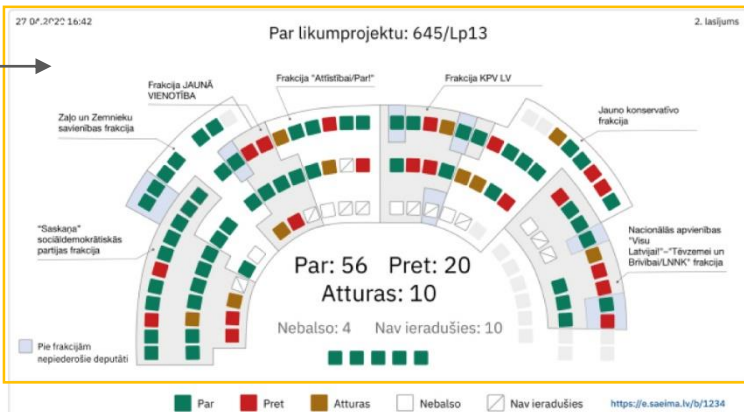 16:42
2. lasījums
Par likumprojektu: 645/Lp13
Frakcija "Attīstībai/Par!"
Frakcija KPV LV
Frakcija JAUNĀ
VIENOTĪBA
Zaļo un Zemnieku
savienības frakcija
Jauno konservatīvo
frakcija
"Saskaņa"
sociāldemokrātiskās
partijas frakcija
Nacionālās apvienības
"Visu
Latvijai!"–"Tēvzemei un
Brīvībai/LNNK" frakcija
Par: 56 Pret: 20
Atturas: 10
Nebalso: 4 Nav ieradušies: 10
Pie frakcijām
nepiederošie deputāti
Par Pret Atturas Nebalso Nav ieradušies https://e.saeima.lv/b/1234